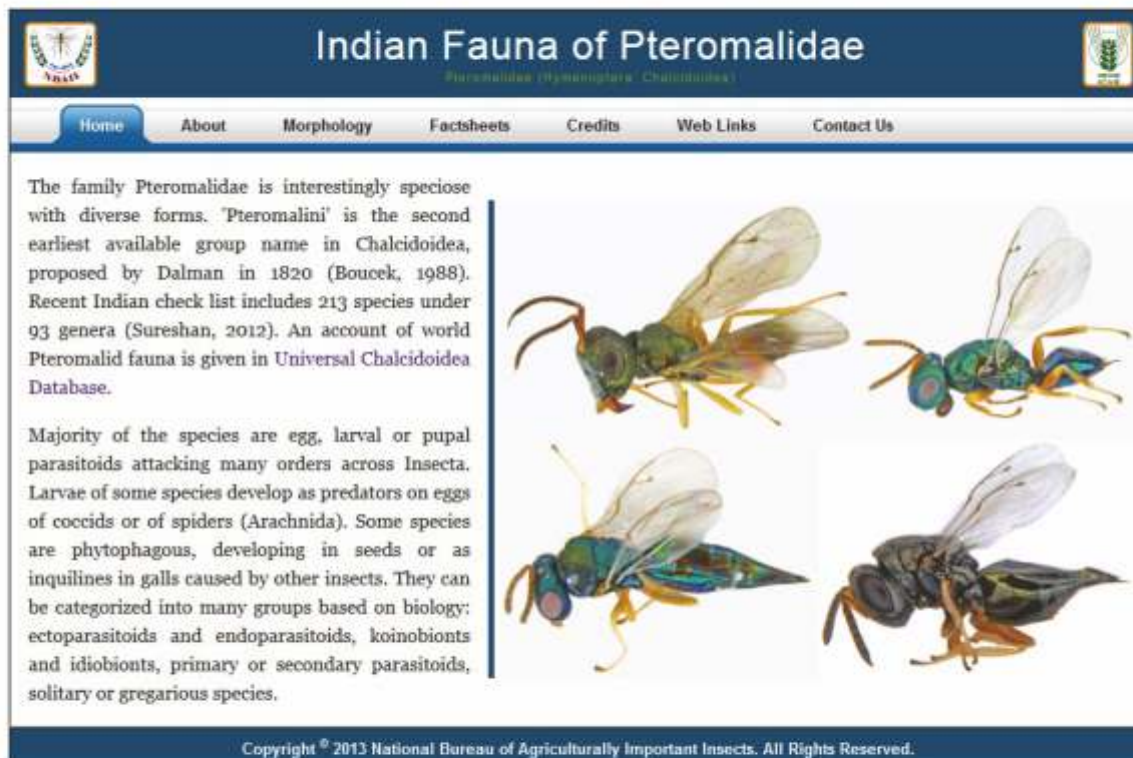 Indian Fauna of Pteromalidae
Pteromalidae (Hymenoptera: Chalcidoidea)
NBAII
Home About Morphology Factsheets Credits Web Links Contact Us
The family Pteromalidae is interestingly speciose
with diverse forms. 'Pteromalini' is the second
earliest available group name in Chalcidoidea,
proposed by Dalman in 1820 (Boucek, 1988).
Recent Indian check list includes 213 species under
93 genera (Sureshan, 2012). An account of world
Pteromalid fauna is given in Universal Chalcidoidea
Database.
Majority of the species are egg, larval or pupal
parasitoids attacking many orders across Insecta.
Larvae of some species develop as predators on eggs
of coccids or of spiders (Arachnida). Some species
are phytophagous, developing in seeds or as
inquilines in galls caused by other insects. They can
be categorized into many groups based on biology:
ectoparasitoids and endoparasitoids, koinobionts
and idiobionts, primary or secondary parasitoids,
solitary or gregarious species.
Copyright © 2013 National Bureau of Agriculturally Important Insects. All Rights Reserved.